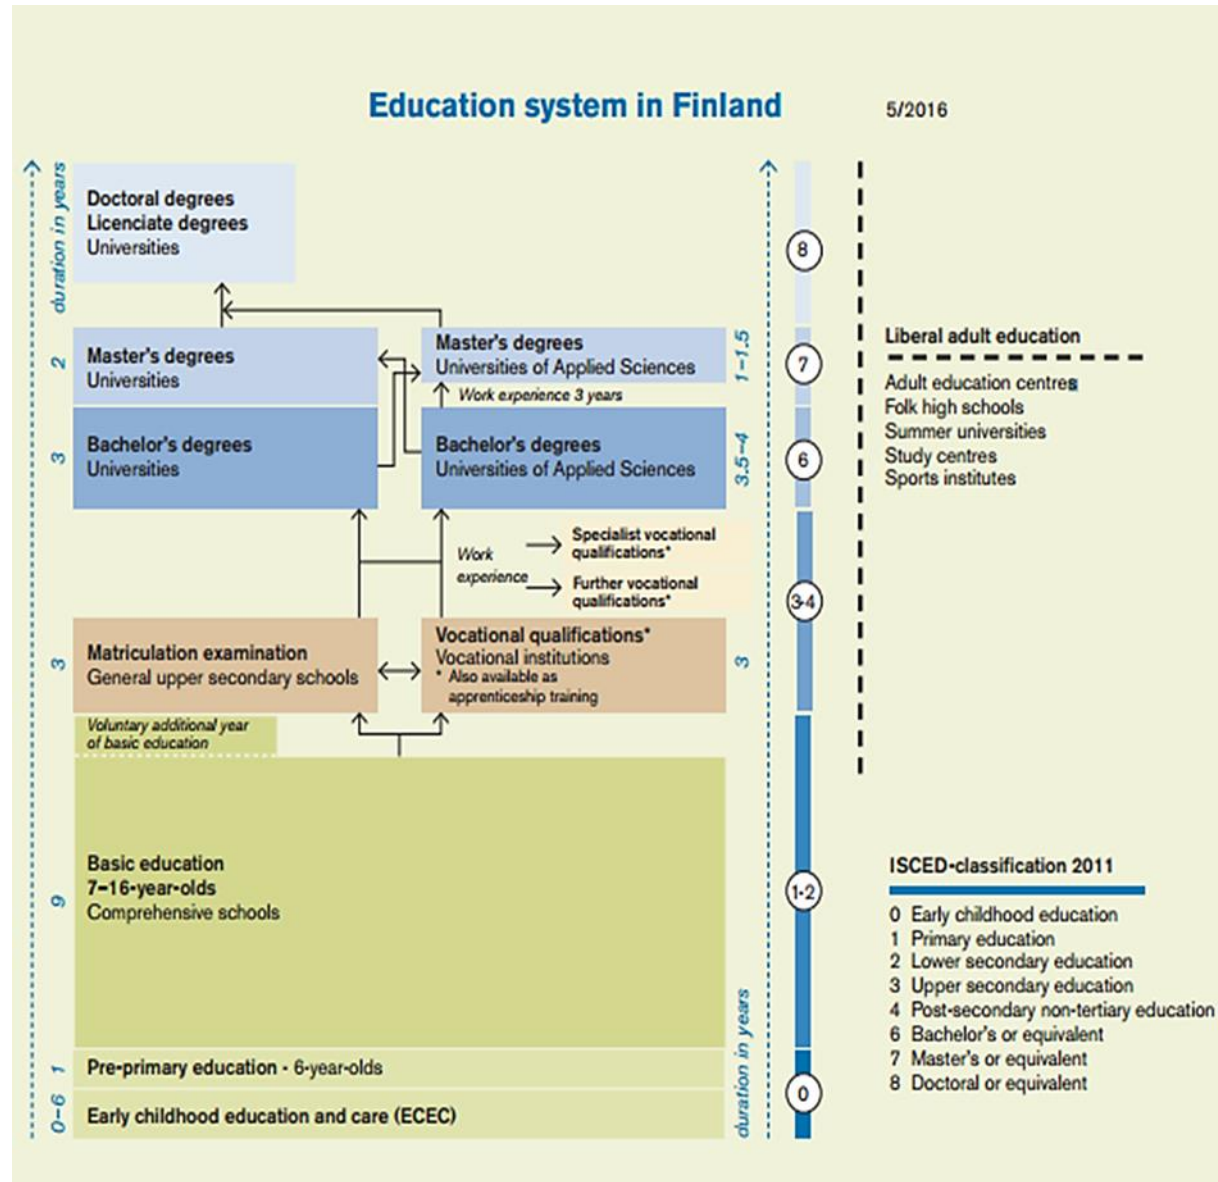 Education system in Finland
5/2016
duration in years
Doctoral degrees
Licenciate degrees
Universities
8
2
Master's degrees
Universities
Master's degrees
Universities of Applied Sciences
1–1.5
7
Work experience 3 years
3
Bachelor's degrees
Universities
Bachelor's degrees
Universities of Applied Sciences
3.5–4
6
Work
experience
Specialist vocational
qualifications*
Further vocational
qualifications*
3-4
3
Matriculation examination
General upper secondary schools
Vocational qualifications*
Vocational institutions
* Also available as
apprenticeship training
3
Voluntary additional year
of basic education
9
Basic education
7–16-year-olds
Comprehensive schools
1-2
1
Pre-primary education - 6-year-olds
0–6
Early childhood education and care (ECEC)
duration in years
0
Liberal adult education
Adult education centres
Folk high schools
Summer universities
Study centres
Sports institutes
ISCED-classification 2011
0 Early childhood education
1 Primary education
2 Lower secondary education
3 Upper secondary education
4 Post-secondary non-tertiary education
6 Bachelor's or equivalent
7 Master's or equivalent
8 Doctoral or equivalent